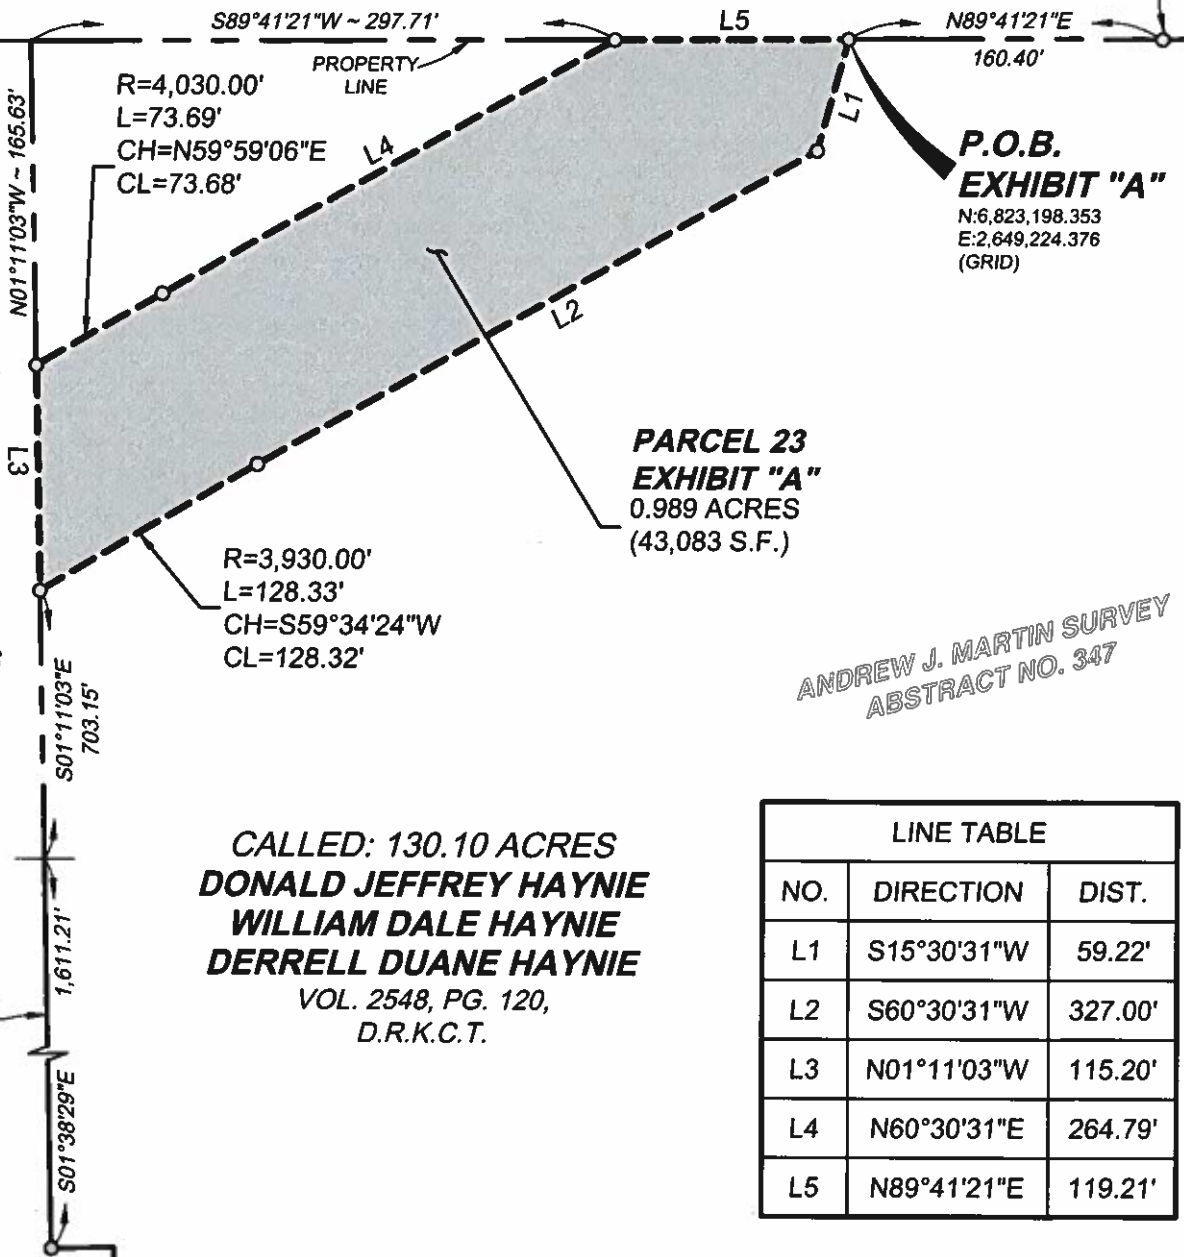 S89°41'21"W ~ 297.71'
L5
N89°41'21"E
160.40'
PROPERTY
LINE
R=4,030.00'
L=73.69'
CH=N59°59'06"E
CL=73.68'
L4
L1
N01°11'03"W ~ 165.63'
P.O.B.
EXHIBIT "A"
N:6,823,198.353
E:2,649,224.376
(GRID)
L2
L3
PARCEL 23
EXHIBIT "A"
0.989 ACRES
(43,083 S.F.)
R=3,930.00'
L=128.33'
CH=S59°34'24"W
CL=128.32'
ANDREW J. MARTIN SURVEY
ABSTRACT NO. 347
S01°11'03"E
703.15'
CALLED: 130.10 ACRES
DONALD JEFFREY HAYNIE
WILLIAM DALE HAYNIE
DERRELL DUANE HAYNIE
VOL. 2548, PG. 120,
D.R.K.C.T.
1,611.21'
S01°38'29"E
LINE TABLE
NO. DIRECTION DIST.
L1 S15°30'31"W 59.22'
L2 S60°30'31"W 327.00'
L3 N01°11'03"W 115.20'
L4 N60°30'31"E 264.79'
L5 N89°41'21"E 119.21'